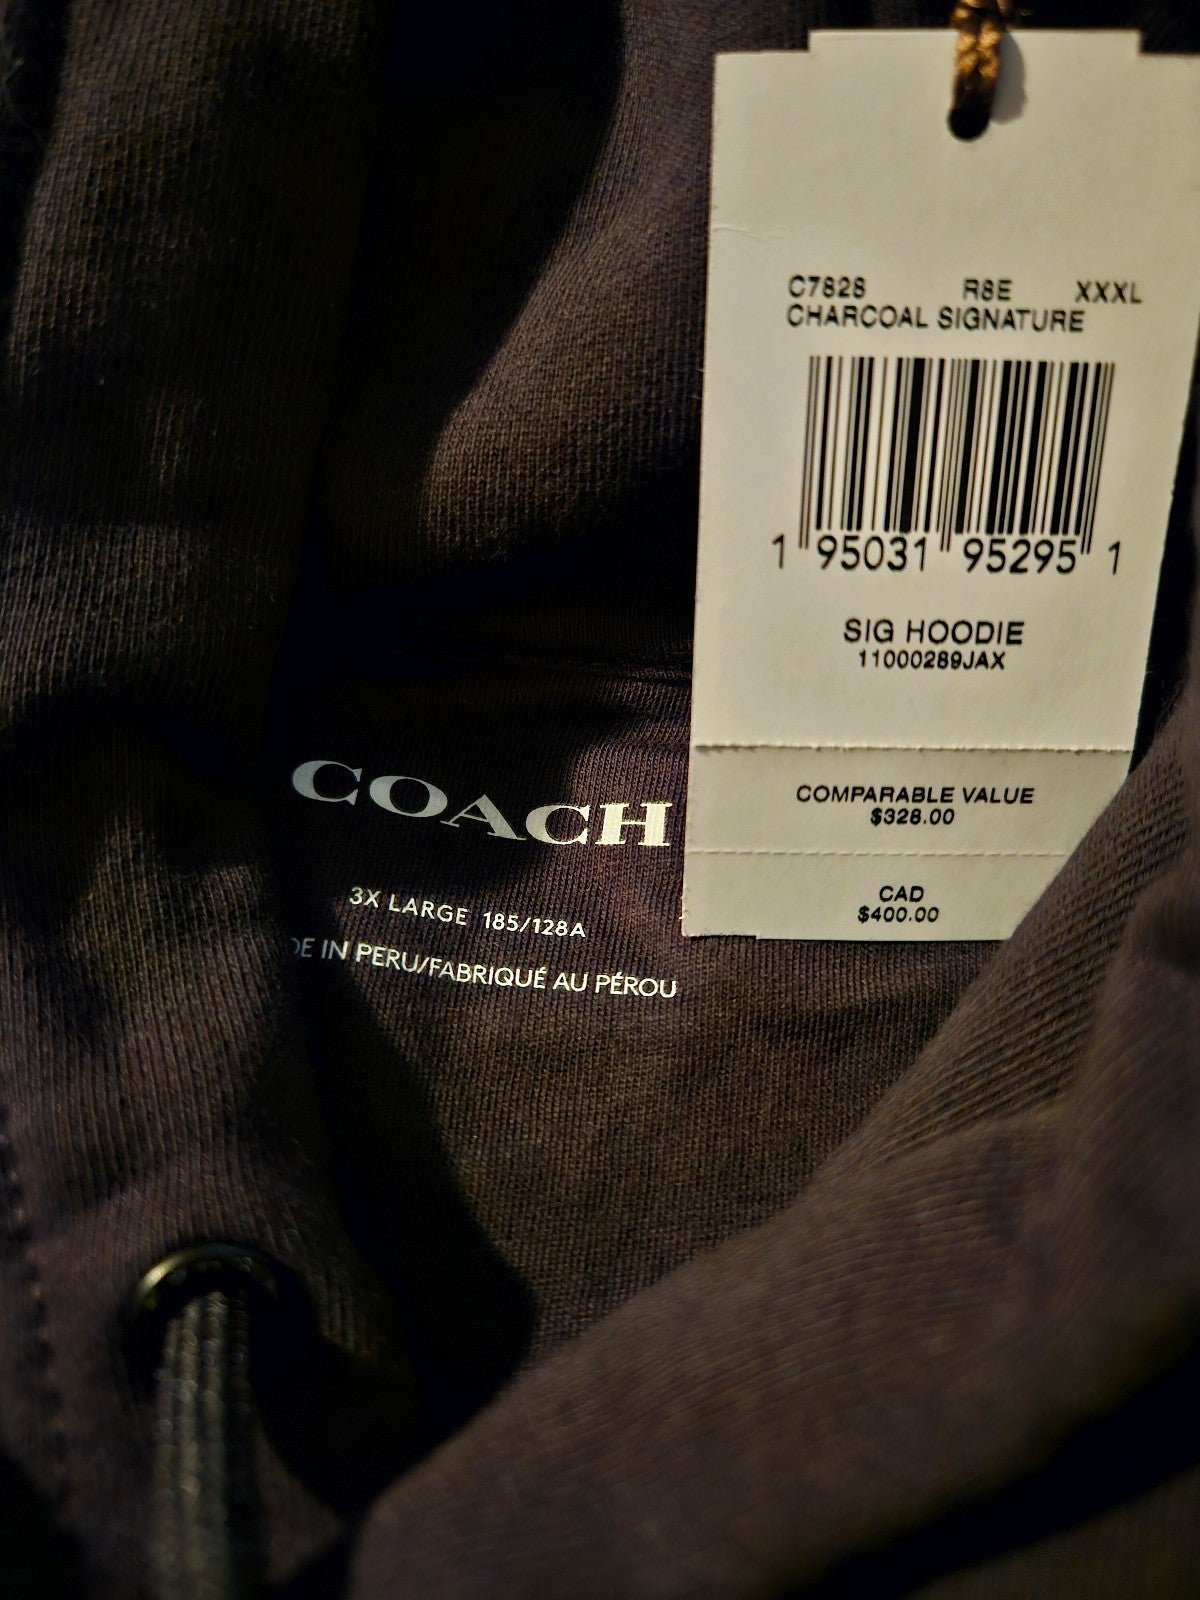 C7828 R8E XXXL
CHARCOAL SIGNATURE
1 95031 95295 1
SIG HOODIE
11000289JAX
COMPARABLE VALUE
$328.00
CAD
$400.00
COACH
3X LARGE 185/128A
DE IN PERU/FABRIQUÉ AU PÉROU